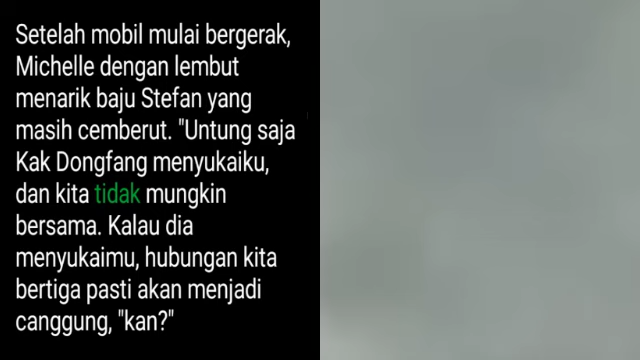 Setelah mobil mulai bergerak,
Michelle dengan lembut
menarik baju Stefan yang
masih cemberut. "Untung saja
Kak Dongfang menyukaiku,
dan kita tidak mungkin
bersama. Kalau dia
menyukaimu, hubungan kita
bertiga pasti akan menjadi
canggung, "kan?"